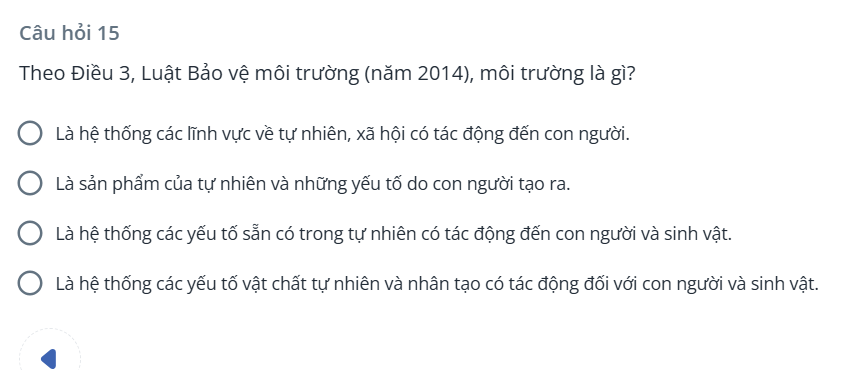 Câu hỏi 15
Theo Điều 3, Luật Bảo vệ môi trường (năm 2014), môi trường là gì?
Là hệ thống các lĩnh vực về tự nhiên, xã hội có tác động đến con người.
Là sản phẩm của tự nhiên và những yếu tố do con người tạo ra.
Là hệ thống các yếu tố sẵn có trong tự nhiên có tác động đến con người và sinh vật.
Là hệ thống các yếu tố vật chất tự nhiên và nhân tạo có tác động đối với con người và sinh vật.